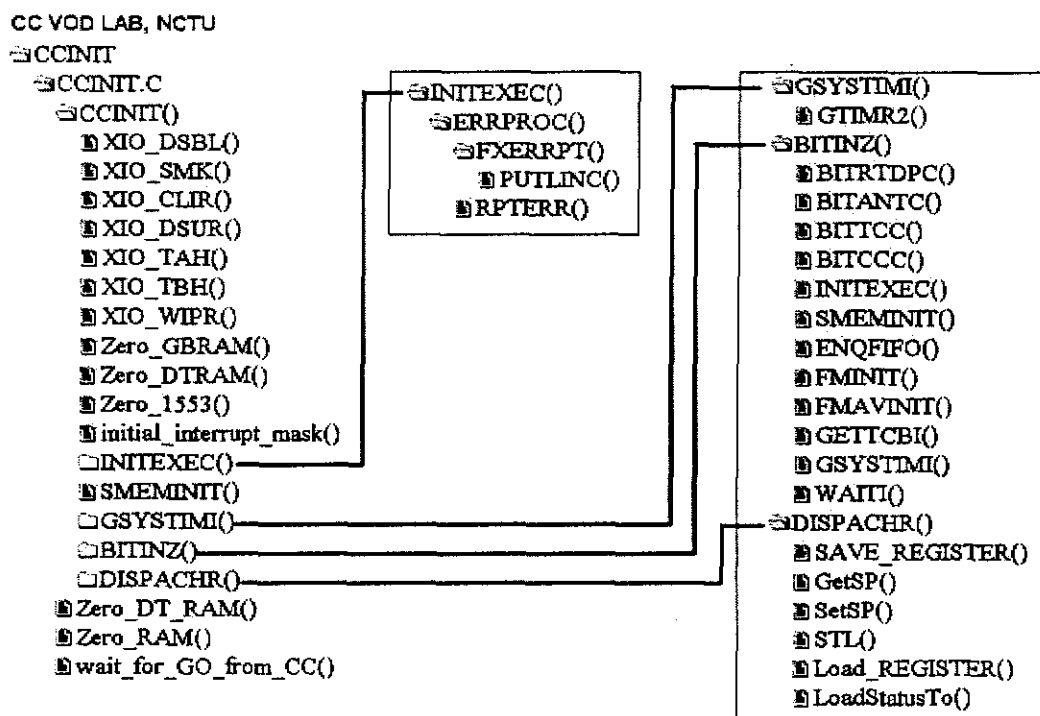 CC VOD LAB, NCTU
CCINIT
CCINIT.C
CCINIT()
XIO_DSBL()
XIO_SMK()
XIO_CLIR()
XIO_DSUR()
XIO_TAH()
XIO_TBH()
XIO_WIPR()
Zero_GBRAM()
Zero_DTRAM()
Zero_1553()
initial_interrupt_mask()
INITEXEC()
SMEMINIT()
GSYSTIMI()
BITINZ()
DISPACHR()
Zero_DT_RAM()
Zero_RAM()
wait_for_GO_from_CC()
INITEXEC()
ERRPROC()
FXERRPT()
PUTLINC()
RPTERR()
GSYSTIMI()
GTIMR2()
BITINZ()
BITRTDPC()
BITANTC()
BITTCC()
BITCCC()
INITEXEC()
SMEMINIT()
ENQFIFO()
FMINIT()
FMAVINIT()
GETTCBI()
GSYSTIMI()
WAITI()
DISPACHR()
SAVE_REGISTER()
GetSP()
SetSP()
STL()
Load_REGISTER()
LoadStatusTo()